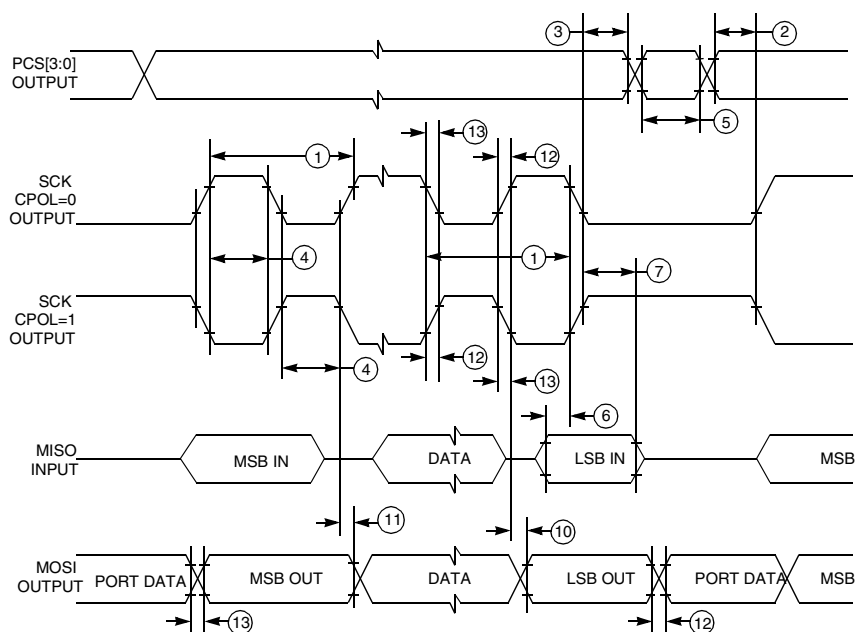 3
2
PCS[3:0]
OUTPUT
5
13
12
1
SCK
CPOL=0
OUTPUT
4
1
7
SCK
CPOL=1
OUTPUT
12
4
13
6
MISO
INPUT
MSB IN
DATA
LSB IN
MSB
11
10
MOSI
OUTPUT
PORT DATA
MSB OUT
DATA
LSB OUT
PORT DATA
MSB
13
12